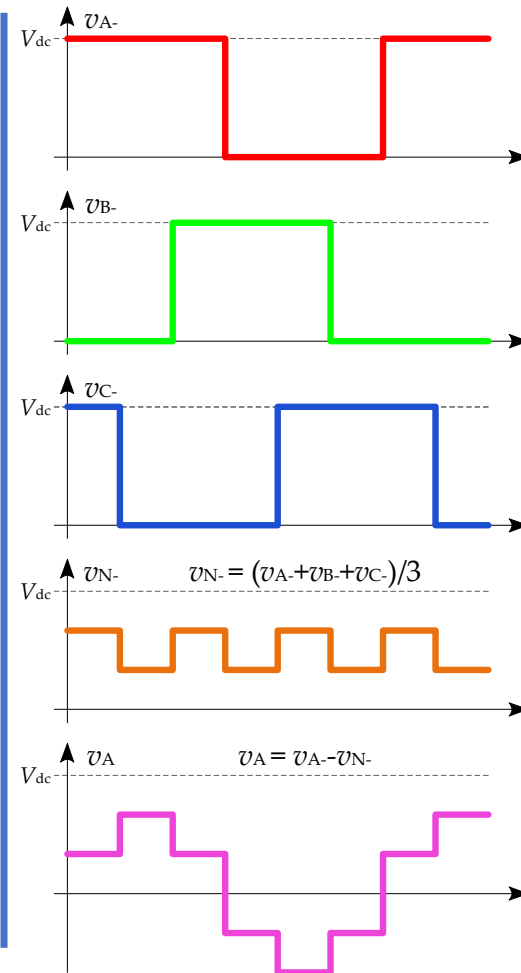 vA-
Vdc
vB-
Vdc
vC-
Vdc
vN- vN- = (vA-+vB-+vC-)/3
Vdc
vA vA = vA--vN-
Vdc